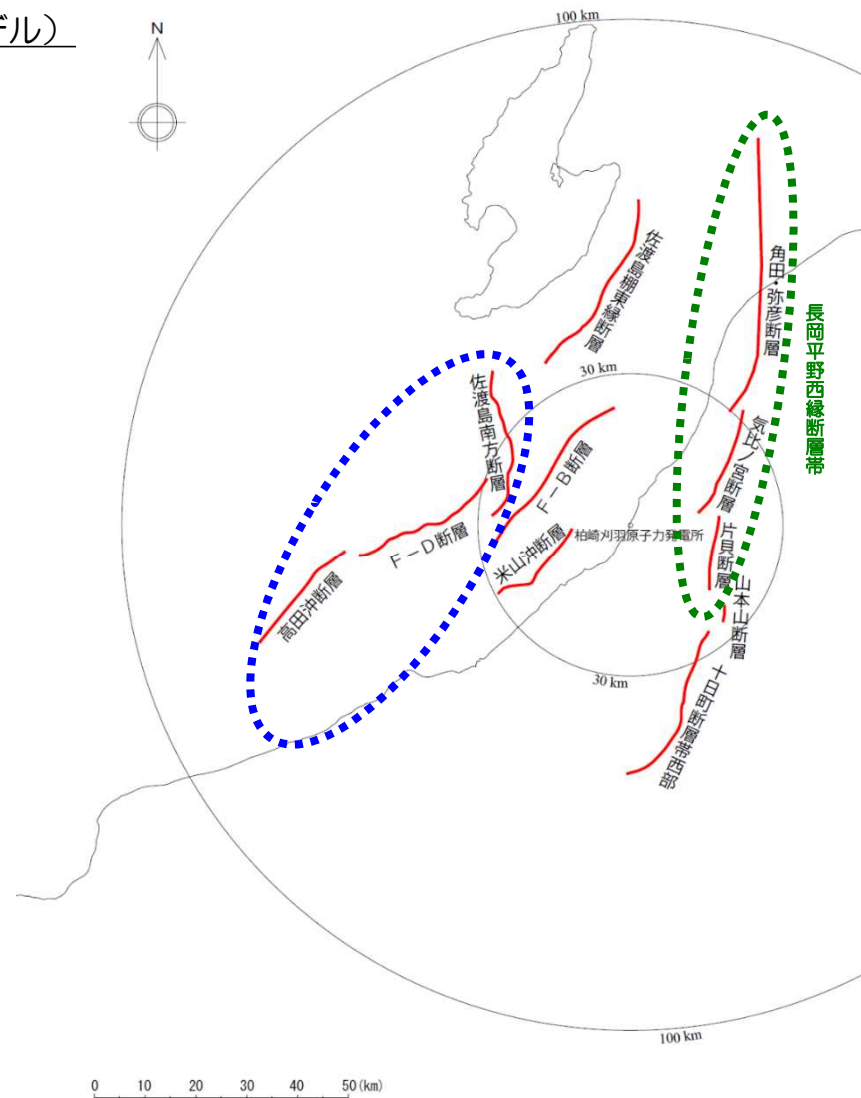 デル）
N
100 km
佐渡島棚東縁断層
角田・弥彦断層
長岡平野西縁断層帯
30 km
佐渡島南方断層
気比ノ宮断層
F－B断層
柏崎刈羽原子力発電所
片貝断層
F－D断層
米山沖断層
山本山断層
高田沖断層
30 km
十日町断層帯西部
100 km
0 10 20 30 40 50(km)